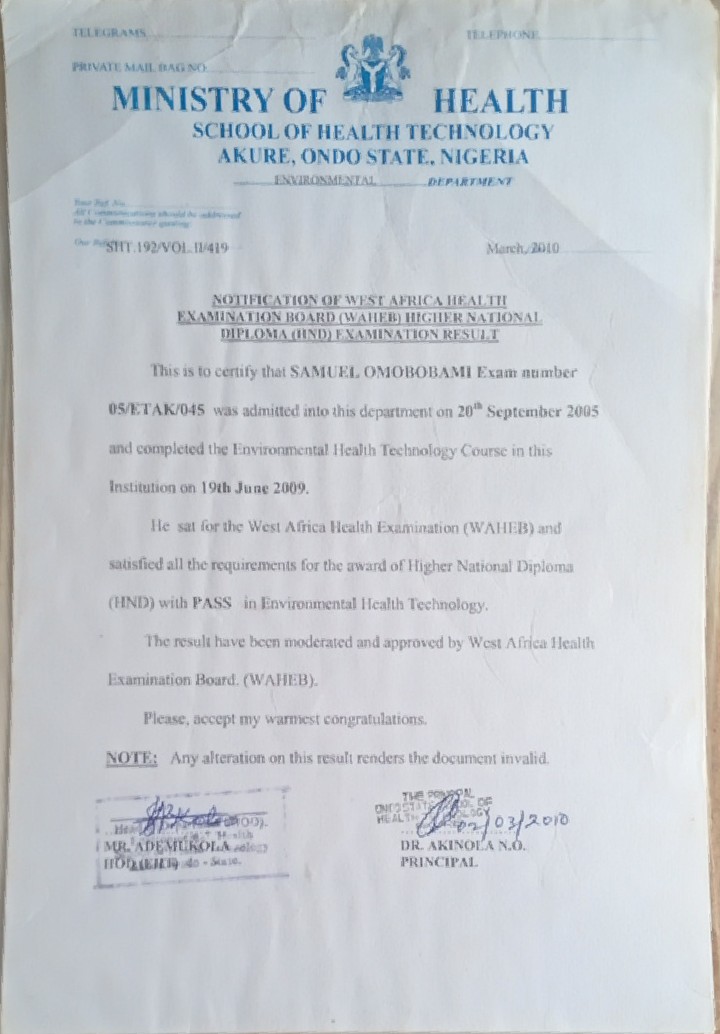 TELEGRAMS
TELEPHONE
PRIVATE MAIL BAG NO
MINISTRY OF HEALTH
SCHOOL OF HEALTH TECHNOLOGY
AKURE, ONDO STATE, NIGERIA
ENVIRONMENTAL DEPARTMENT
Your Ref. No.
All Communications should be addressed
to the Commissioner quoting:
Our Ref SHT.192/VOL.II/419
March, 2010
NOTIFICATION OF WEST AFRICA HEALTH
EXAMINATION BOARD (WAHEB) HIGHER NATIONAL
DIPLOMA (HND) EXAMINATION RESULT
This is to certify that SAMUEL OMOBOBAMI Exam number
05/ETAK/045 was admitted into this department on 20th September 2005
and completed the Environmental Health Technology Course in this
Institution on 19th June 2009.
He sat for the West Africa Health Examination (WAHEB) and
satisfied all the requirements for the award of Higher National Diploma
(HND) with PASS in Environmental Health Technology.
The result have been moderated and approved by West Africa Health
Examination Board. (WAHEB).
Please, accept my warmest congratulations.
NOTE: Any alteration on this result renders the document invalid.
THE PRINCIPAL
ONDO STATE SCHOOL OF
HEALTH TECHNOLOGY
02/03/2010
MR. ADEMUKOLA
HOD (EHT)
DR. AKINOLA N.O.
PRINCIPAL